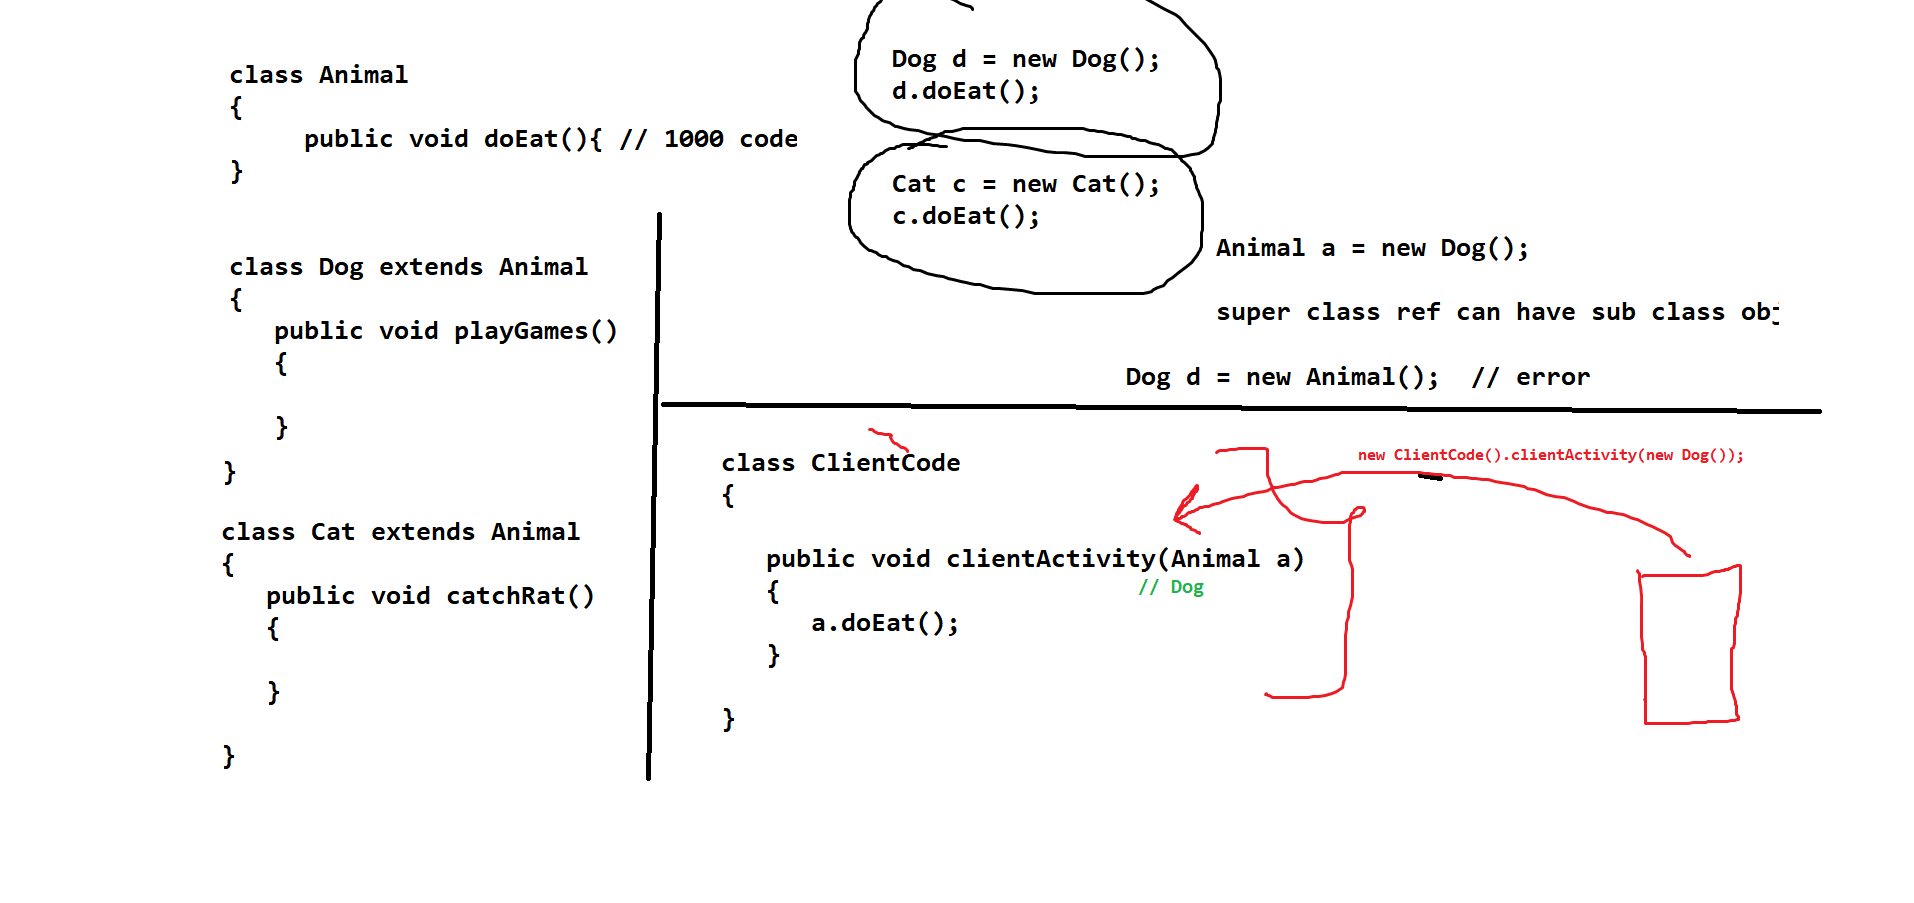 class Animal
{
public void doEat(){ // 1000 code
}
class Dog extends Animal
{
public void playGames()
{
}
}
class Cat extends Animal
{
public void catchRat()
{
}
}
Dog d = new Dog();
d.doEat();
Cat c = new Cat();
c.doEat();
Animal a = new Dog();
super class ref can have sub class obj
Dog d = new Animal(); // error
class ClientCode
{
public void clientActivity(Animal a)
{ // Dog
a.doEat();
}
}
new ClientCode().clientActivity(new Dog());